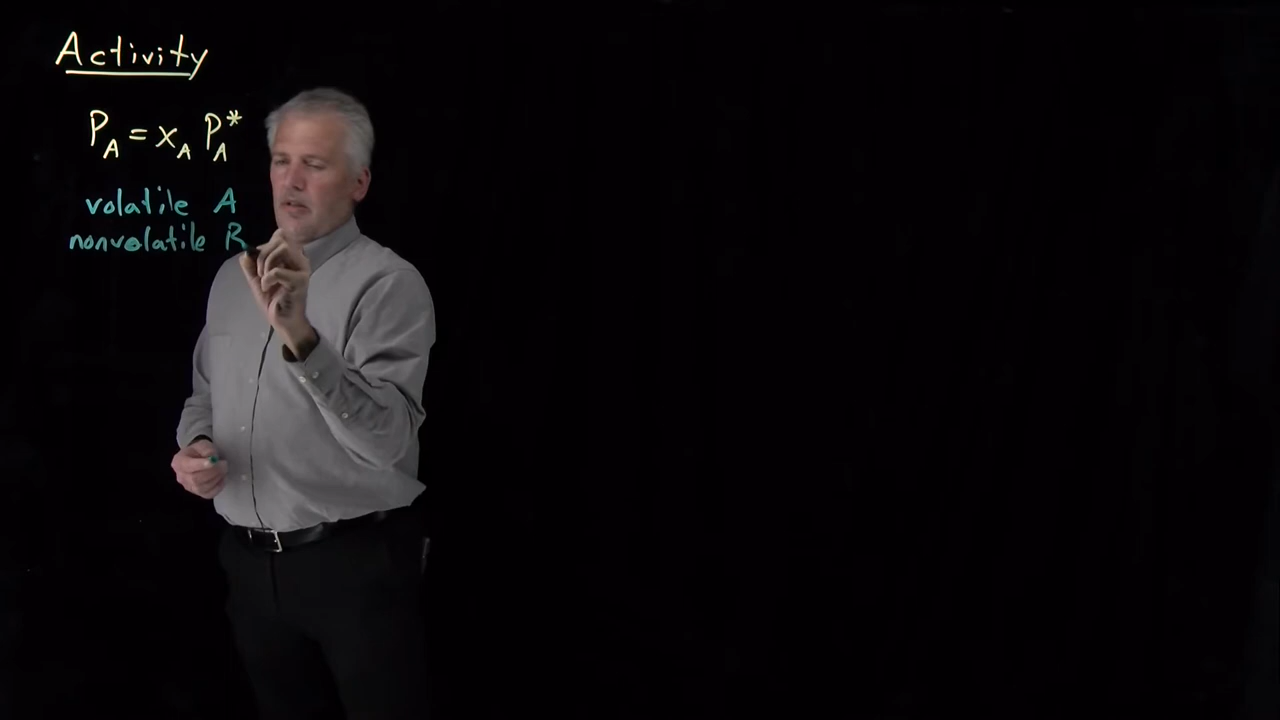 Activity
P_A = x_A P_A^*
volatile A
nonvolatile B